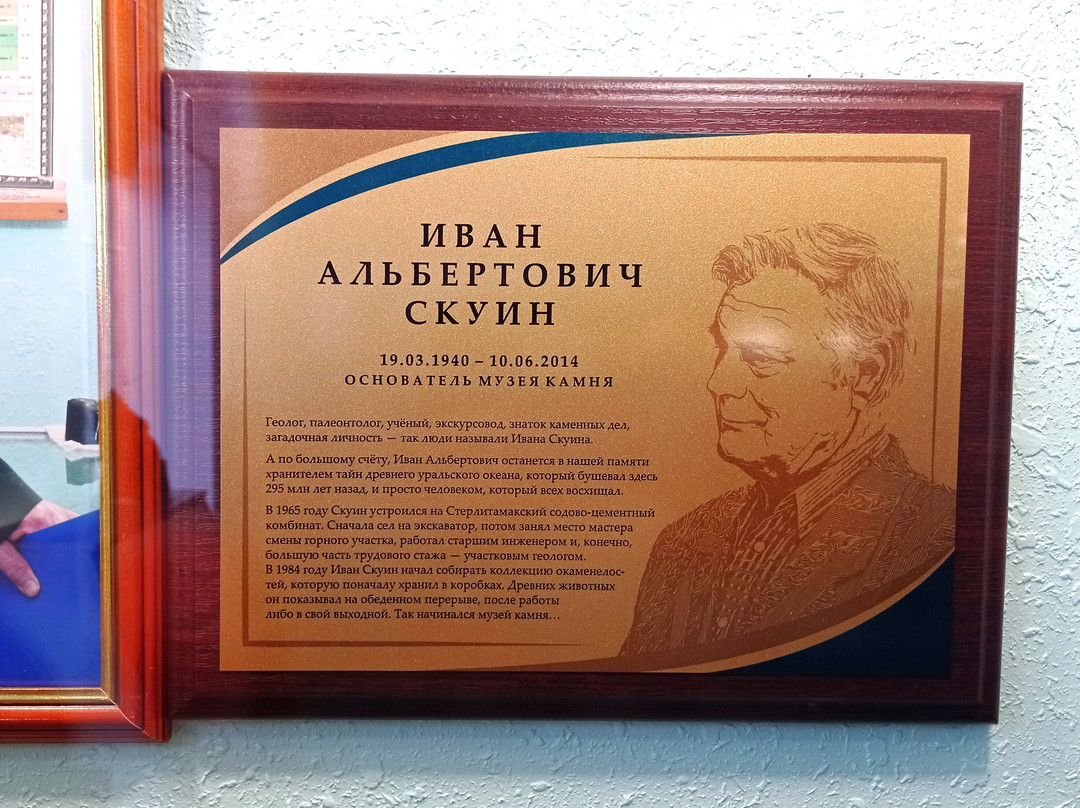 ИВАН
АЛЬБЕРТОВИЧ
СКУИН
19.03.1940 – 10.06.2014
ОСНОВАТЕЛЬ МУЗЕЯ КАМНЯ
Геолог, палеонтолог, учёный, экскурсовод, знаток каменных дел,
загадочная личность — так люди называли Ивана Скуина.
А по большому счёту, Иван Альбертович останется в нашей памяти
хранителем тайн древнего уральского океана, который бушевал здесь
295 млн лет назад, и просто человеком, который всех восхищал.
В 1965 году Скуин устроился на Стерлитамакский содово-цементный
комбинат. Сначала сел на экскаватор, потом занял место мастера
смены горного участка, работал старшим инженером и, конечно,
большую часть трудового стажа — участковым геологом.
В 1984 году Иван Скуин начал собирать коллекцию окаменелос-
тей, которую поначалу хранил в коробках. Древних животных
он показывал на обеденном перерыве, после работы
либо в свой выходной. Так начинался музей камня…